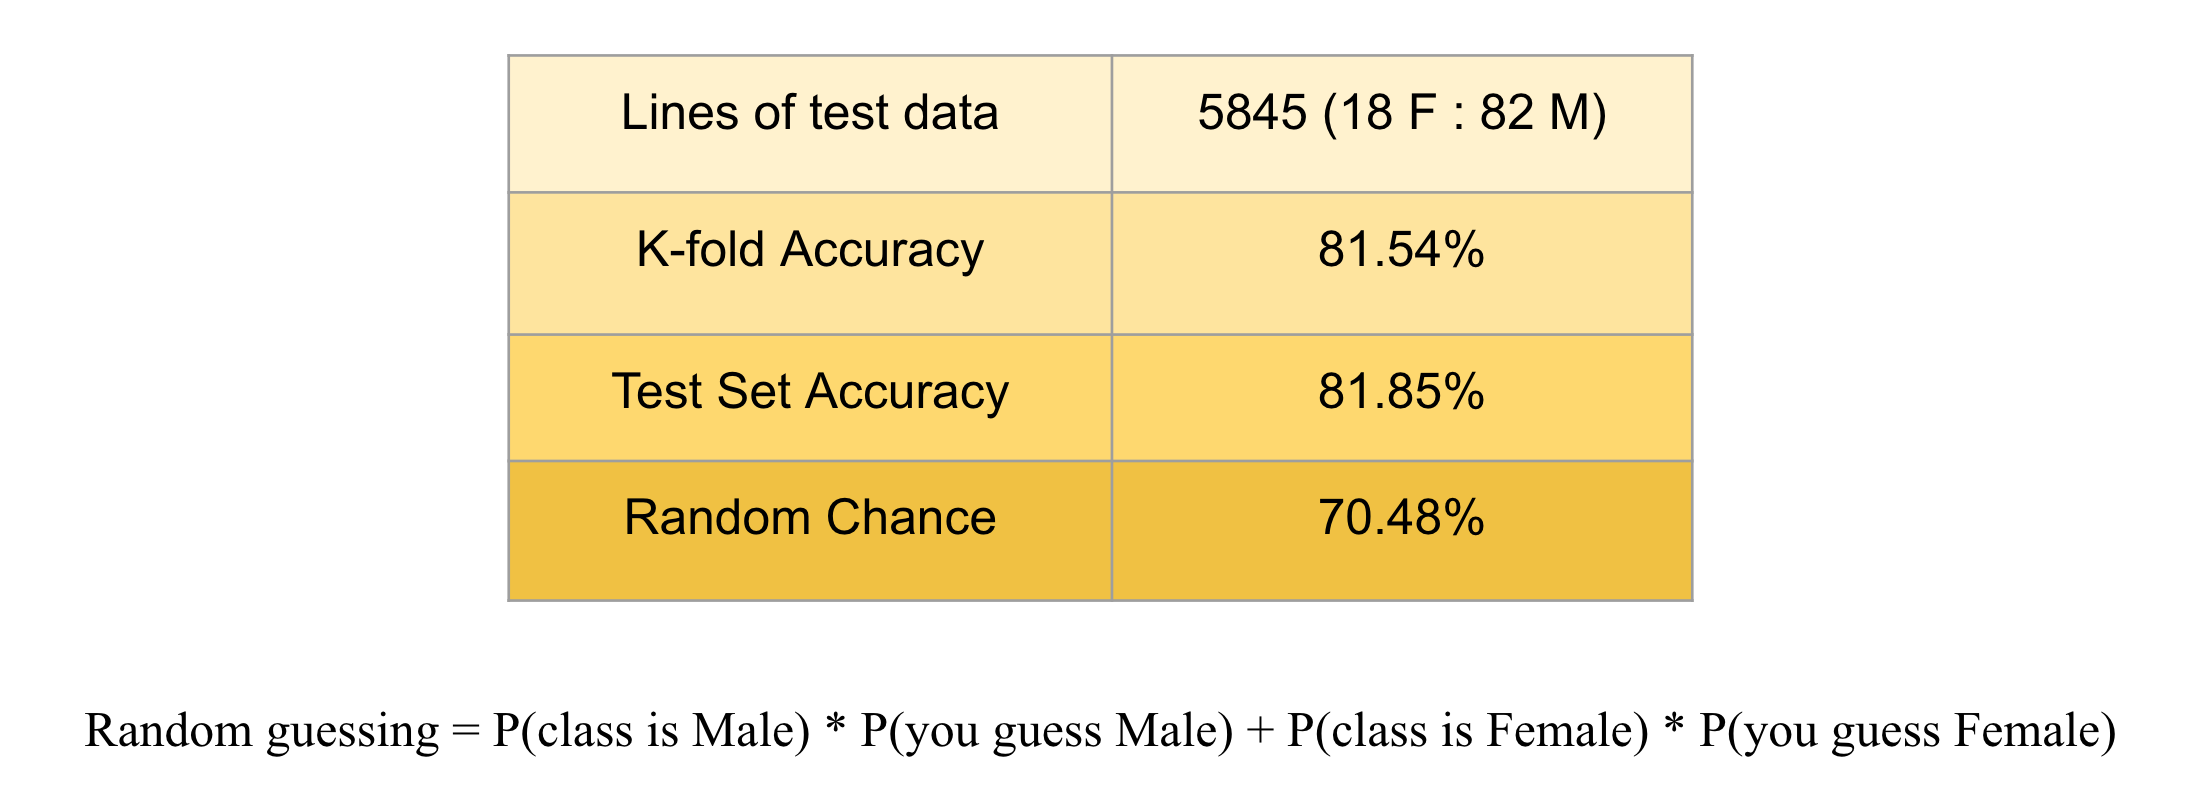 Lines of test data 5845 (18 F : 82 M)
K-fold Accuracy 81.54%
Test Set Accuracy 81.85%
Random Chance 70.48%
Random guessing = P(class is Male) * P(you guess Male) + P(class is Female) * P(you guess Female)